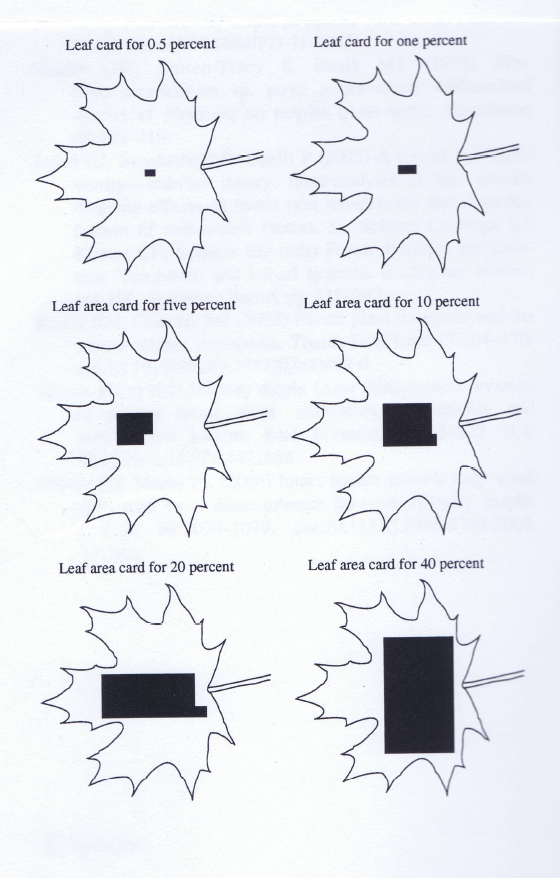 Leaf card for 0.5 percent
Leaf card for one percent
Leaf area card for five percent
Leaf area card for 10 percent
Leaf area card for 20 percent
Leaf area card for 40 percent